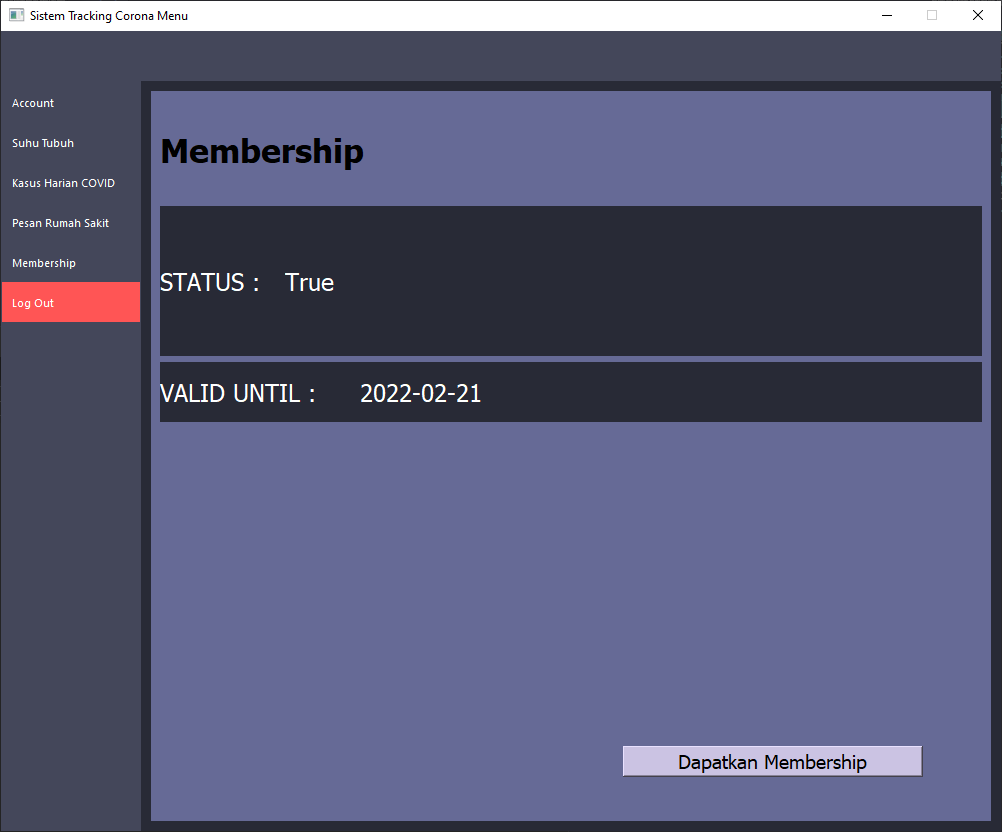 Sistem Tracking Corona Menu
Account
Suhu Tubuh
Kasus Harian COVID
Pesan Rumah Sakit
Membership
Log Out
Membership
STATUS : True
VALID UNTIL : 2022-02-21
Dapatkan Membership